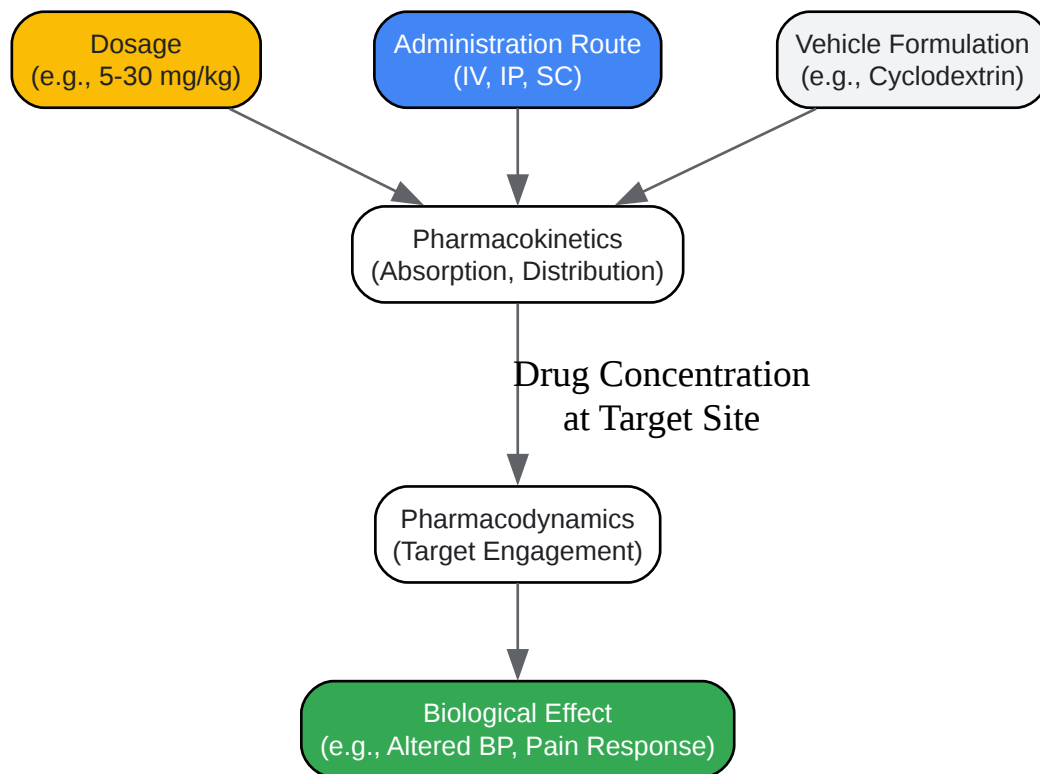 Dosage
(e.g., 5-30 mg/kg)
Administration Route
(IV, IP, SC)
Vehicle Formulation
(e.g., Cyclodextrin)
Pharmacokinetics
(Absorption, Distribution)
Drug Concentration
at Target Site
Pharmacodynamics
(Target Engagement)
Biological Effect
(e.g., Altered BP, Pain Response)